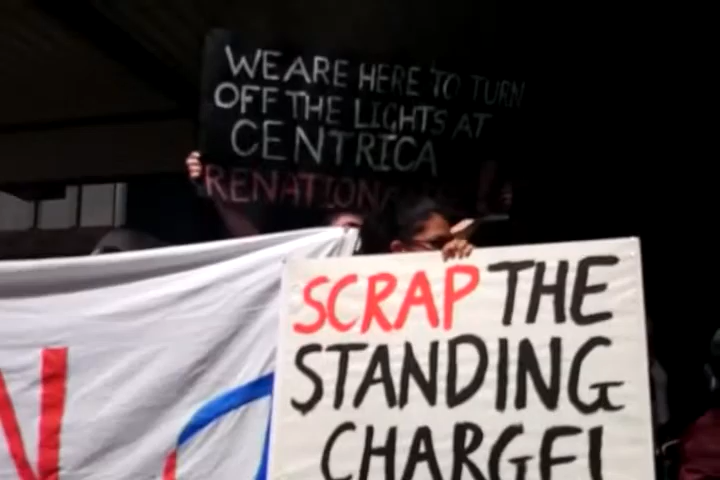 WE ARE HERE TO TURN
OFF THE LIGHTS AT
CENTRICA
SCRAP THE
STANDING
CHARGE!